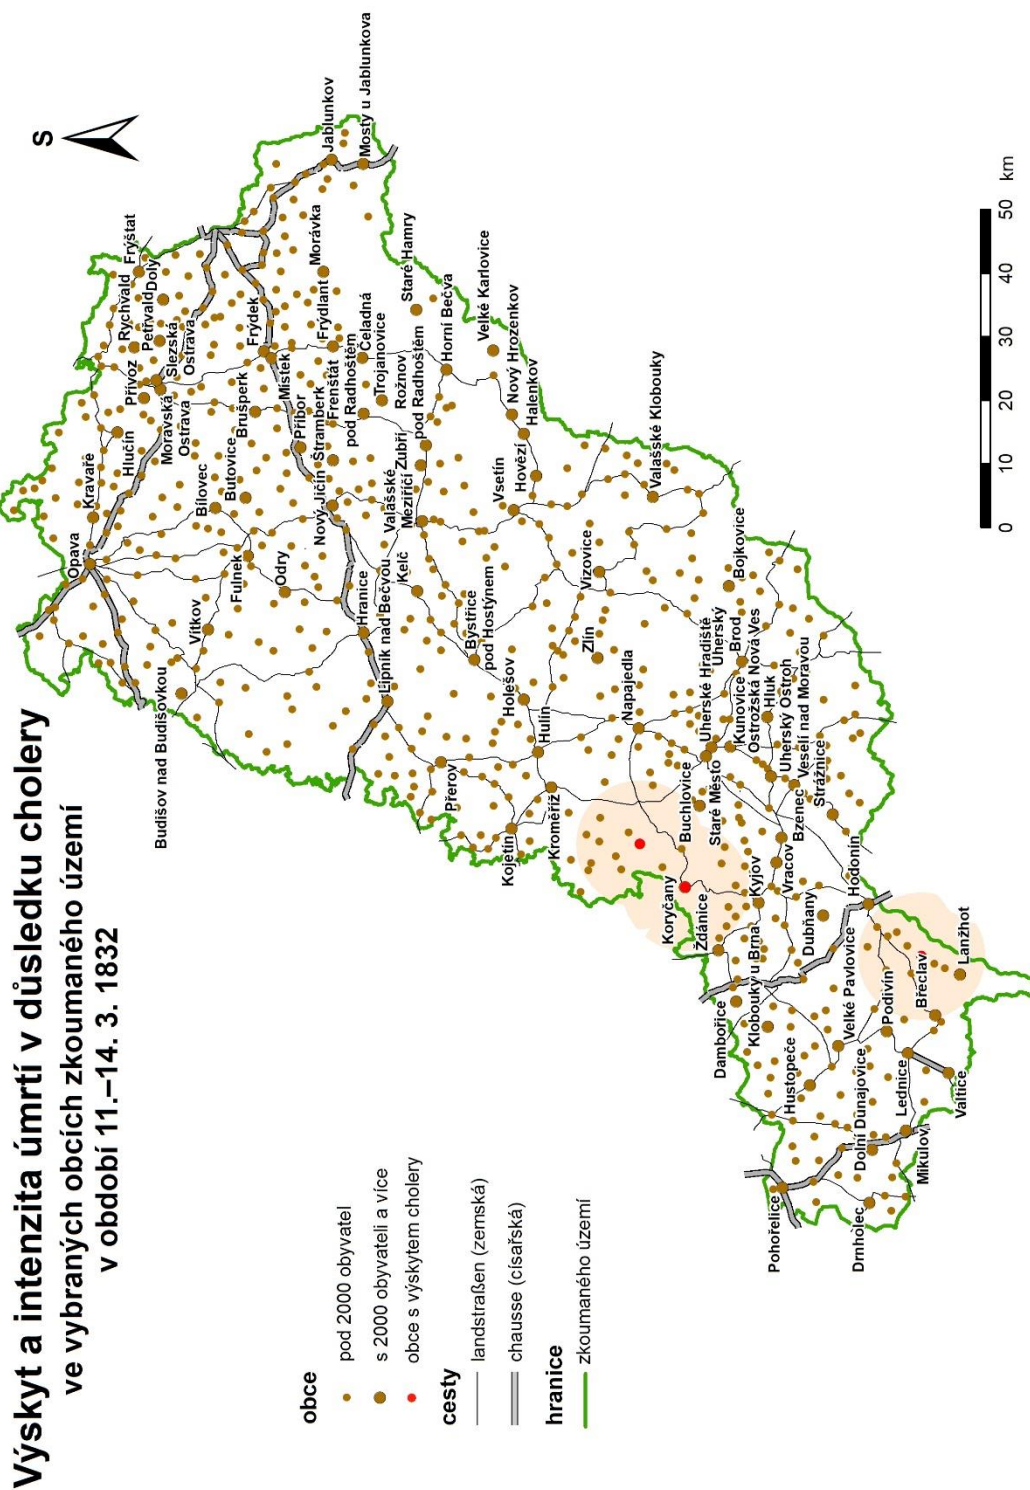 Výskyt a intenzita úmrtí v důsledku cholery
ve vybraných obcích zkoumaného území
v období 11.–14. 3. 1832
S
obce
pod 2000 obyvatel
s 2000 obyvateli a více
obce s výskytem cholery
cesty
landstraßen (zemská)
chausse (císařská)
hranice
zkoumaného území
Opava
Kravaře
Hlučín
Přívoz
Rychvald
Petřvald
Doly
Fryštat
Moravská
Ostrava
Slezská
Ostrava
Budišov nad Budišovkou
Vítkov
Bílovec
Butovice
Brušperk
Frýdek
Místek
Fulnek
Odry
Příbor
Nový Jičín
Štramberk
Frenštát
pod Radhoštěm
Frýdlant
Morávka
Jablunkov
Mosty u Jablunkova
Čeladná
Trojanovice
Staré Hamry
Hranice
Lipník nad Bečvou
Kelč
Valašské
Meziříčí
Zubří
Rožnov
pod Radhoštěm
Horní Bečva
Velké Karlovice
Přerov
Bystřice
pod Hostýnem
Holešov
Vsetín
Hovězí
Halenkov
Nový Hrozenkov
Kojetín
Kroměříž
Hulín
Vizovice
Zlín
Napajedla
Valašské Klobouky
Koryčany
Ždánice
Buchlovice
Staré Město
Uherské Hradiště
Uherský
Brod
Bojkovice
Kunovice
Ostrožská Nová Ves
Hluk
Uherský Ostroh
Veselí nad Moravou
Strážnice
Bzenec
Vracov
Kyjov
Dambořice
Klobouky u Brna
Dubňany
Hodonín
Hustopeče
Velké Pavlovice
Podivín
Břeclav
Lanžhot
Pohořelice
Drnholec
Dolní Dunajovice
Mikulov
Lednice
Valtice
0 10 20 30 40 50 km